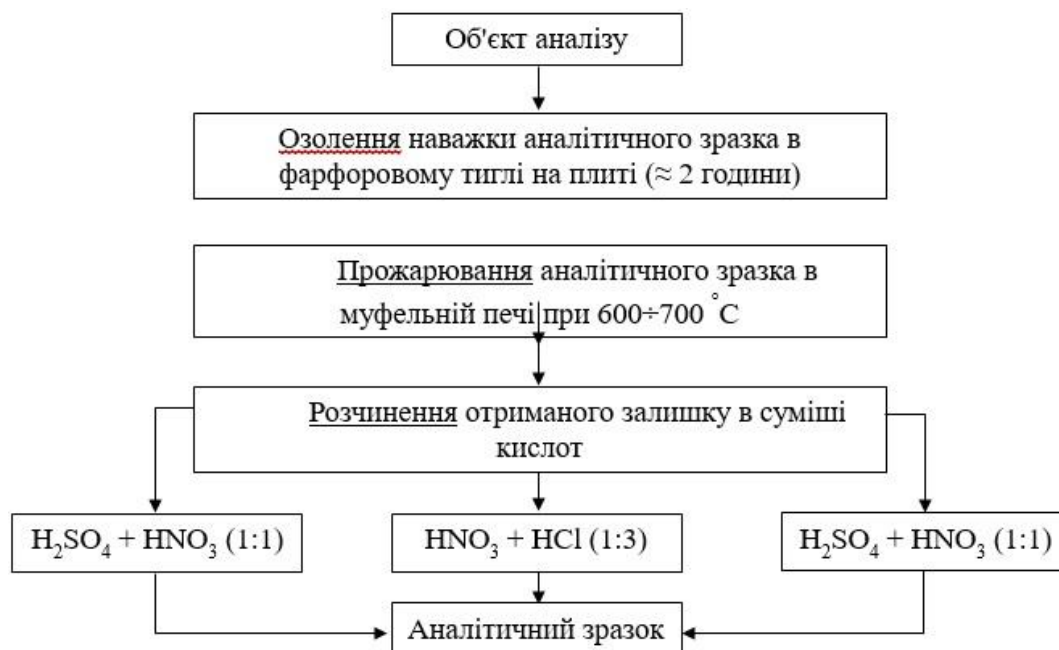 Об'єкт аналізу
Озолення наважки аналітичного зразка в
фарфоровому тиглі на плиті (≈ 2 години)
Прожарювання аналітичного зразка в
муфельній печі при 600÷700 °С
Розчинення отриманого залишку в суміші
кислот
H₂SO₄ + HNO₃ (1:1)
HNO₃ + HCl (1:3)
H₂SO₄ + HNO₃ (1:1)
Аналітичний зразок